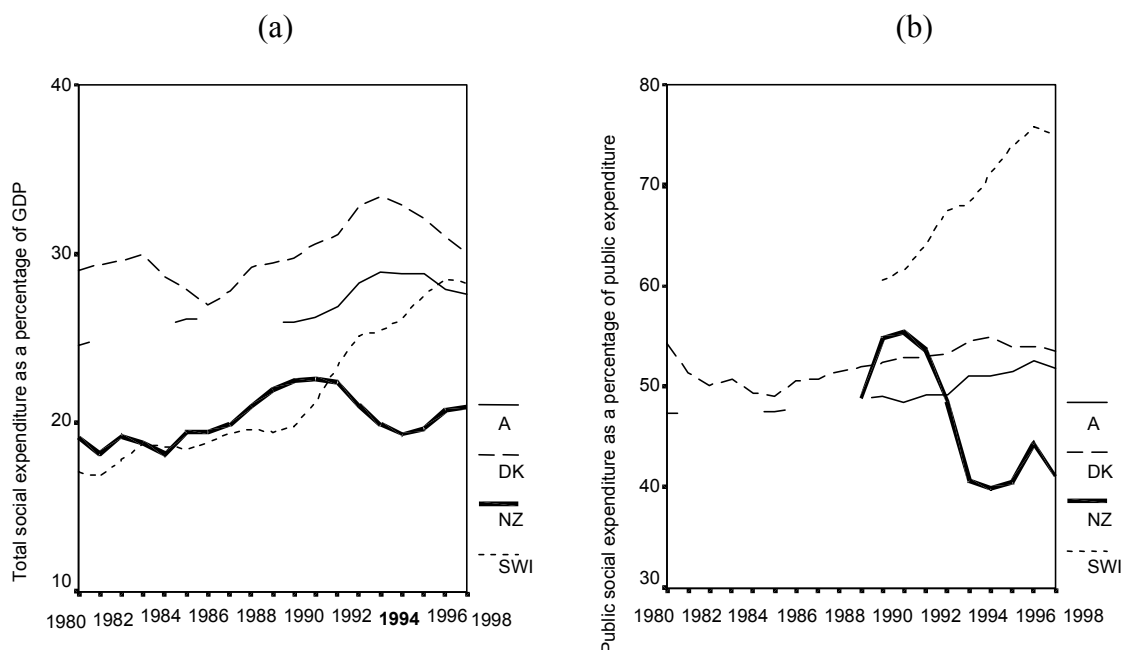 (a)
(b)
Total social expenditure as a percentage of GDP
40
30
20
10
1980 1982 1984 1986 1988 1990 1992 1994 1996 1998
A
DK
NZ
SWI
Public social expenditure as a percentage of public expenditure
80
70
60
50
40
30
1980 1982 1984 1986 1988 1990 1992 1994 1996 1998
A
DK
NZ
SWI